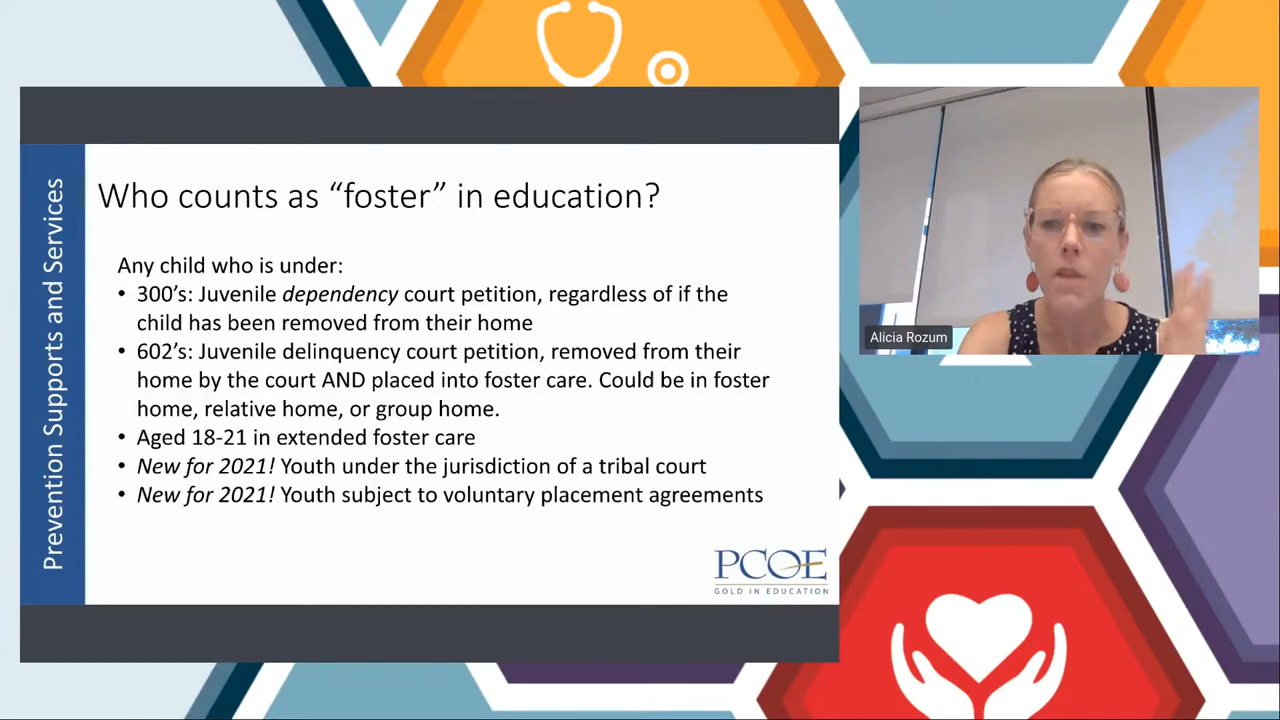 Prevention Supports and Services
Who counts as “foster” in education?
Any child who is under:
• 300’s: Juvenile dependency court petition, regardless of if the
child has been removed from their home
• 602’s: Juvenile delinquency court petition, removed from their
home by the court AND placed into foster care. Could be in foster
home, relative home, or group home.
• Aged 18-21 in extended foster care
• New for 2021! Youth under the jurisdiction of a tribal court
• New for 2021! Youth subject to voluntary placement agreements
PCOE
GOLD IN EDUCATION
Alicia Rozum